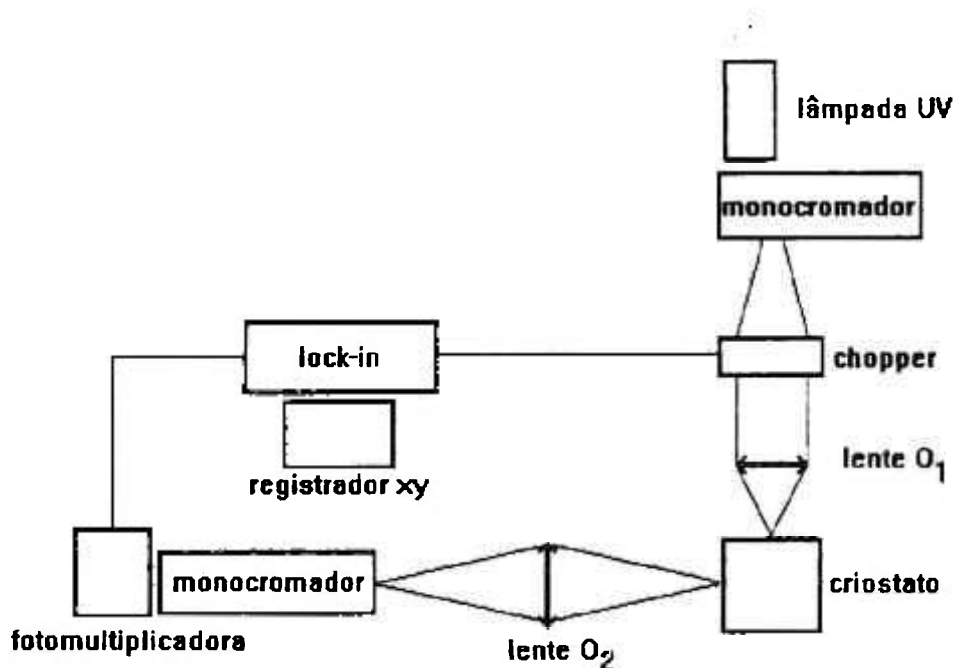 lâmpada UV
monocromador
lock-in
chopper
registrador xy
lente O₁
monocromador
criostato
fotomultiplicadora
lente O₂